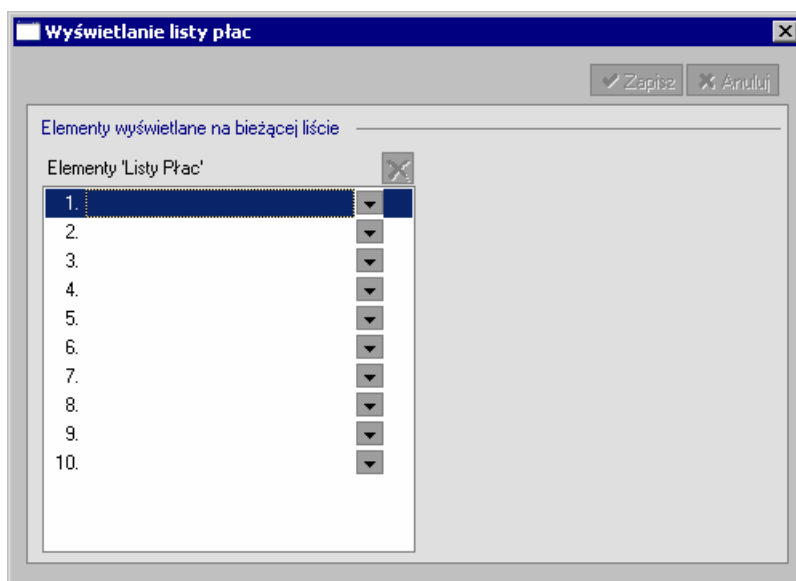 Wyświetlanie listy płac
Zapisz Anuluj
Elementy wyświetlane na bieżącej liście
Elementy 'Listy Płac'
1.
2.
3.
4.
5.
6.
7.
8.
9.
10.